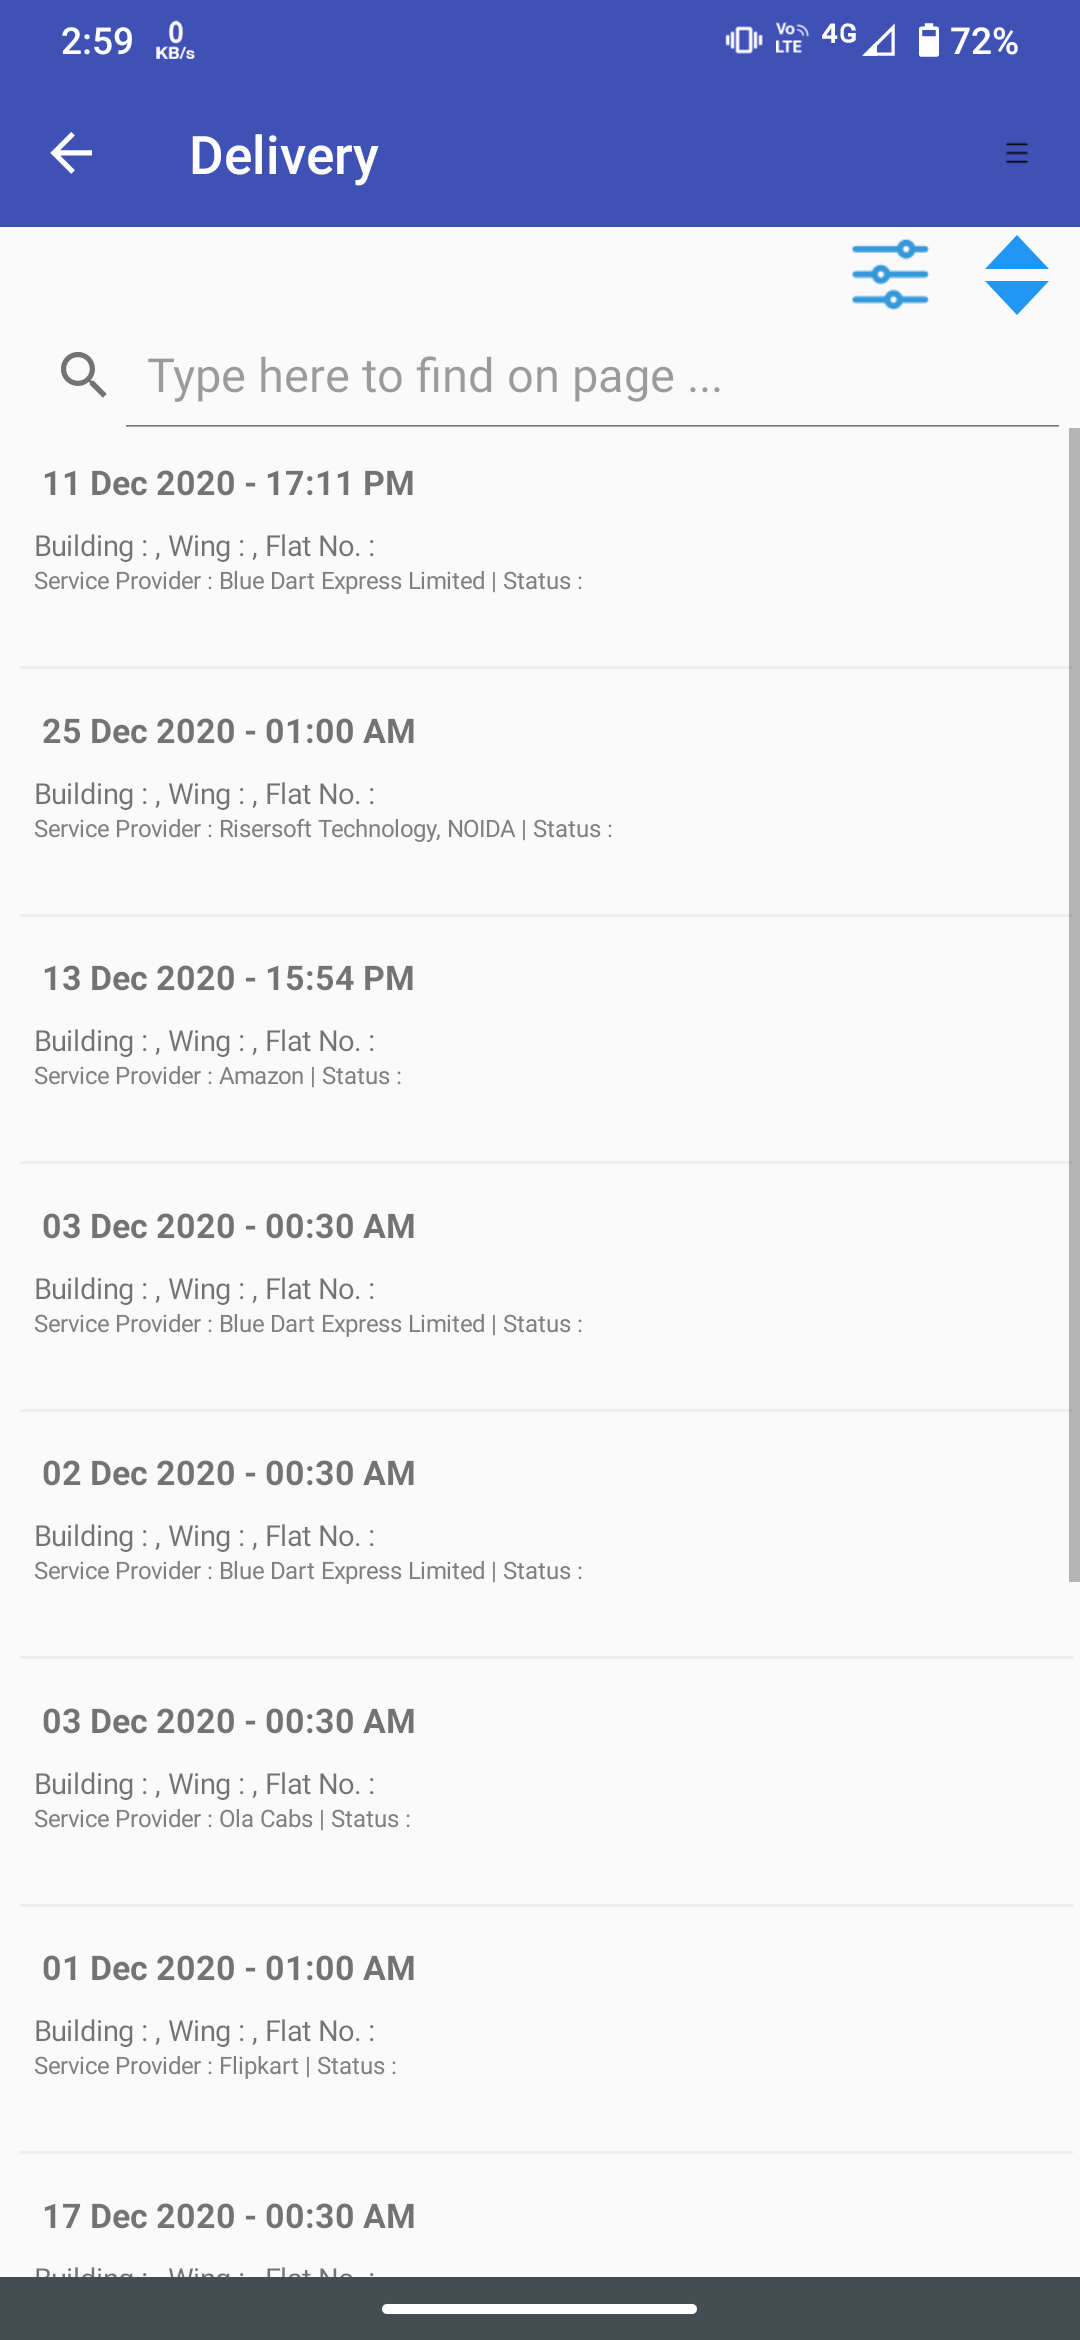 2:59 0 KB/s Vo LTE 4G 72%
Delivery
Type here to find on page ...
11 Dec 2020 - 17:11 PM
Building : , Wing : , Flat No. :
Service Provider : Blue Dart Express Limited | Status :
25 Dec 2020 - 01:00 AM
Building : , Wing : , Flat No. :
Service Provider : Risersoft Technology, NOIDA | Status :
13 Dec 2020 - 15:54 PM
Building : , Wing : , Flat No. :
Service Provider : Amazon | Status :
03 Dec 2020 - 00:30 AM
Building : , Wing : , Flat No. :
Service Provider : Blue Dart Express Limited | Status :
02 Dec 2020 - 00:30 AM
Building : , Wing : , Flat No. :
Service Provider : Blue Dart Express Limited | Status :
03 Dec 2020 - 00:30 AM
Building : , Wing : , Flat No. :
Service Provider : Ola Cabs | Status :
01 Dec 2020 - 01:00 AM
Building : , Wing : , Flat No. :
Service Provider : Flipkart | Status :
17 Dec 2020 - 00:30 AM
Building : , Wing : , Flat No. :